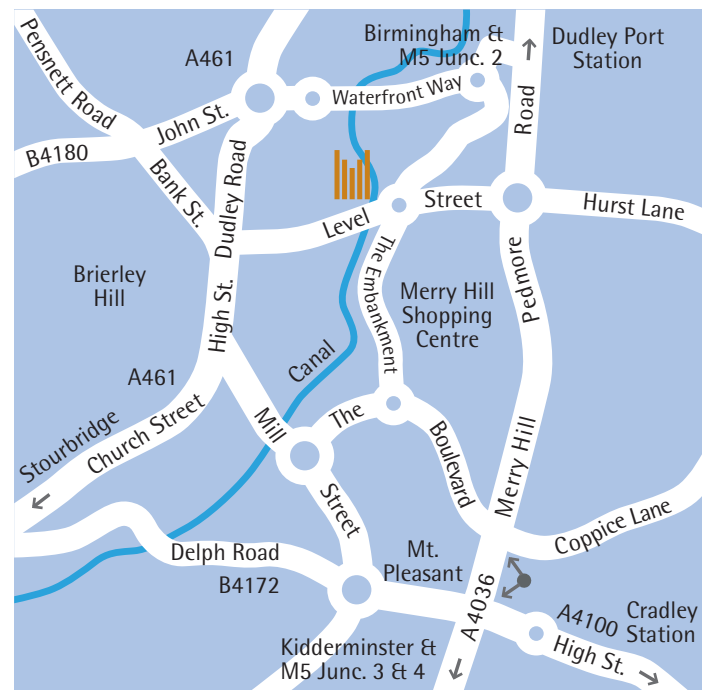 Birmingham &
M5 Junc. 2
Dudley Port
Station
Pensnett Road
A461
Waterfront Way
Road
John St.
B4180
Bank St.
Dudley Road
Level
Street
Hurst Lane
Brierley
Hill
The Embankment
Merry Hill
Shopping
Centre
Pedmore
High St.
Canal
A461
Stourbridge
Church Street
Mill
Street
The
Boulevard
Merry Hill
Coppice Lane
Delph Road
B4172
Mt.
Pleasant
A4036
A4100
Cradley
Station
High St.
Kidderminster &
M5 Junc. 3 & 4